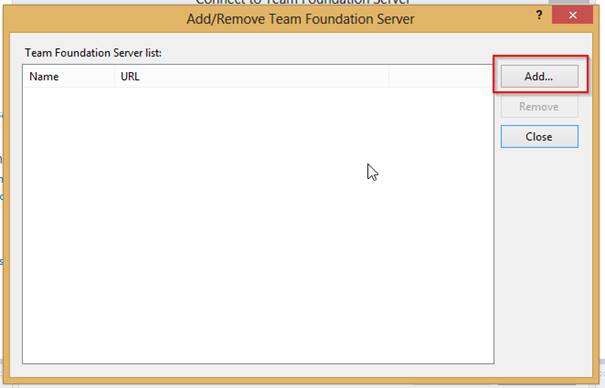 Connect to Team Foundation Server
Add/Remove Team Foundation Server
?
Team Foundation Server list:
Name URL
Add...
Remove
Close